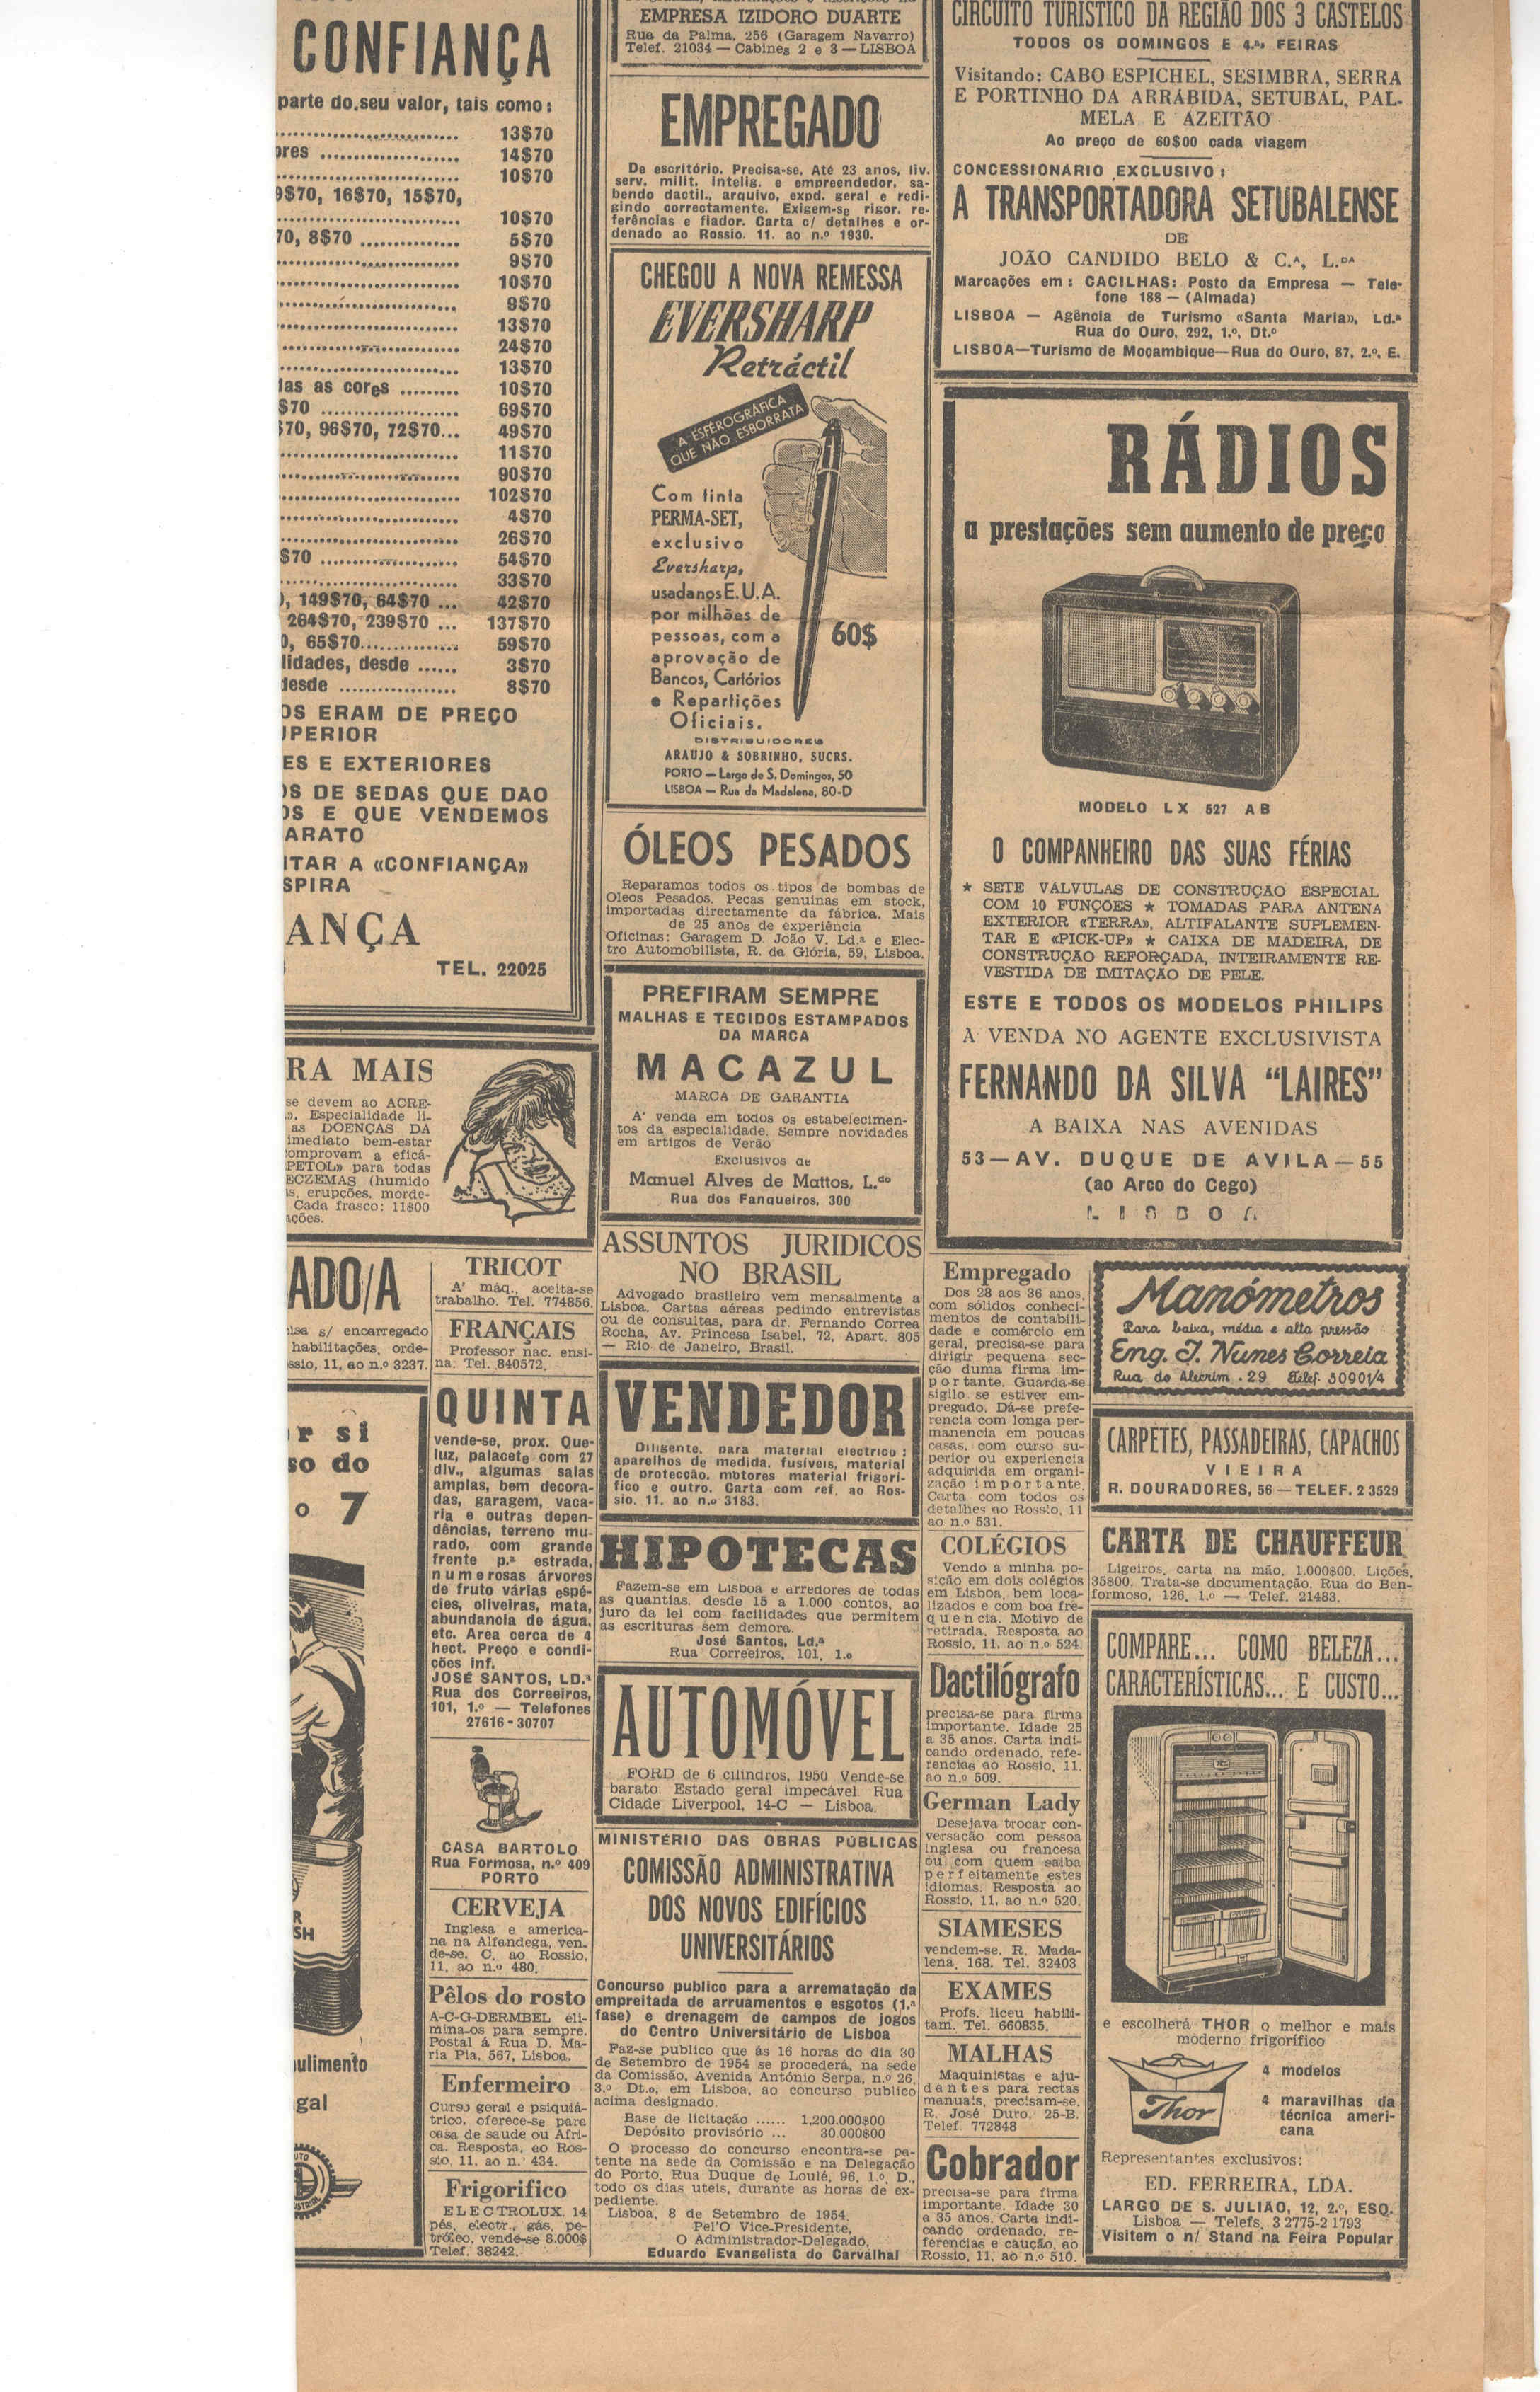 CONFIANÇA
parte do seu valor, tais como:
13$70
ores 14$70
10$70
9$70, 16$70, 15$70,
10$70
70, 8$70 5$70
9$70
10$70
9$70
13$70
24$70
13$70
las as cores 10$70
$70 69$70
$70, 96$70, 72$70... 49$70
11$70
90$70
102$70
4$70
26$70
$70 54$70
33$70
), 149$70, 64$70 ... 42$70
264$70, 239$70 ... 137$70
0, 65$70 59$70
lidades, desde 3$70
desde 8$70
OS ERAM DE PREÇO
UPERIOR
ES E EXTERIORES
OS DE SEDAS QUE DAO
OS E QUE VENDEMOS
ARATO
ITAR A «CONFIANÇA»
SPIRA
ANÇA
TEL. 22025
RA MAIS
se devem ao ACRE-
». Especialidade li-
as DOENÇAS DA
imediato bem-estar
omprovam a eficá-
PETOL» para todas
ECZEMAS (humido
s, erupções, morde-
Cada frasco: 11$00
ações.
ADO/A
isa s/ encarregado
habilitações, orde-
ssio, 11, ao n.º 3237.
r si
so do
o 7
R
SH
ulimento
gal
TRICOT
A' máq., aceita-se
trabalho. Tel. 774856.
FRANÇAIS
Professor nac. ensi-
na. Tel. 840572.
QUINTA
vende-se, prox. Que-
luz, palacete com 27
div., algumas salas
amplas, bem decora-
das, garagem, vaca-
ria e outras depen-
dências, terreno mu-
rado, com grande
frente p.ª estrada,
numerosas árvores
de fruto várias espé-
cies, oliveiras, mata,
abundancia de água,
etc. Area cerca de 4
hect. Preço e condi-
ções inf.
JOSÉ SANTOS, LD.ª
Rua dos Correeiros,
101, 1.º — Telefones
27616-30707
CASA BARTOLO
Rua Formosa, n.º 409
PORTO
CERVEJA
Inglesa e america-
na na Alfandega, ven-
de-se. C. ao Rossio,
11, ao n.º 480.
Pêlos do rosto
A-C-G-DERMBEL eli-
mina-os para sempre.
Postal á Rua D. Ma-
ria Pia, 567, Lisboa.
Enfermeiro
Curso geral e psiquiá-
trico, oferece-se para
casa de saude ou Afri-
ca. Resposta, ao Ros-
sio, 11, ao n.º 434.
Frigorifico
ELECTROLUX. 14
pés, electr., gás, pe-
tróleo, vende-se 8.000$
Telef. 38242.
EMPRESA IZIDORO DUARTE
Rua da Palma, 256 (Garagem Navarro)
Telef. 21034 — Cabines 2 e 3 — LISBOA
EMPREGADO
De escritório. Precisa-se. Até 23 anos, liv.
serv. milit. intelig. e empreendedor, sa-
bendo dactil., arquivo, expd. geral e redi-
gindo correctamente. Exigem-se rigor. re-
ferências e fiador. Carta c/ detalhes e or-
denado ao Rossio. 11. ao n.º 1930.
CHEGOU A NOVA REMESSA
EVERSHARP
Retráctil
A ESFEROGRÁFICA
QUE NÃO ESBORRATA
Com tinta
PERMA-SET,
exclusivo
Eversharp,
usada nos E.U.A.
por milhões de
pessoas, com a
aprovação de
Bancos, Cartórios
e Repartições
Oficiais.
60$
DISTRIBUIDORES
ARAUJO & SOBRINHO, SUCRS.
PORTO — Largo de S. Domingos, 50
LISBOA — Rua da Madalena, 80-D
ÓLEOS PESADOS
Reparamos todos os tipos de bombas de
Oleos Pesados. Peças genuinas em stock,
importadas directamente da fábrica. Mais
de 25 anos de experiência
Oficinas: Garagem D. João V. Ld.ª e Elec-
tro Automobilista, R. da Glória, 59, Lisboa.
PREFIRAM SEMPRE
MALHAS E TECIDOS ESTAMPADOS
DA MARCA
MACAZUL
MARCA DE GARANTIA
A' venda em todos os estabelecimen-
tos da especialidade. Sempre novidades
em artigos de Verão
Exclusivos de
Manuel Alves de Mattos, L.do
Rua dos Fanqueiros, 300
ASSUNTOS JURIDICOS
NO BRASIL
Advogado brasileiro vem mensalmente a
Lisboa. Cartas aéreas pedindo entrevistas
ou de consultas, para dr. Fernando Correa
Rocha, Av. Princesa Isabel, 72, Apart. 805
— Rio de Janeiro, Brasil.
VENDEDOR
Diligente, para material electrico:
aparelhos de medida, fusiveis, material
de protecção, motores material frigori-
fico e outro. Carta com ref. ao Ros-
sio, 11. ao n.º 3183.
HIPOTECAS
Fazem-se em Lisboa e arredores de todas
as quantias, desde 15 a 1.000 contos, ao
juro da lei com facilidades que permitem
as escrituras sem demora.
José Santos, Ld.ª
Rua Correeiros, 101, 1.º
AUTOMÓVEL
FORD de 6 cilindros, 1950 Vende-se
barato. Estado geral impecável Rua
Cidade Liverpool, 14-C — Lisboa.
MINISTÉRIO DAS OBRAS PÚBLICAS
COMISSÃO ADMINISTRATIVA
DOS NOVOS EDIFÍCIOS
UNIVERSITÁRIOS
Concurso publico para a arrematação da
empreitada de arruamentos e esgotos (1.ª
fase) e drenagem de campos de jogos
do Centro Universitário de Lisboa
Faz-se publico que ás 16 horas do dia 30
de Setembro de 1954 se procederá, na sede
da Comissão, Avenida António Serpa, n.º 26,
3.º Dt.º, em Lisboa, ao concurso publico
acima designado.
Base de licitação ...... 1,200.000$00
Depósito provisório ... 30.000$00
O processo do concurso encontra-se pa-
tente na sede da Comissão e na Delegação
do Porto, Rua Duque de Loulé, 96, 1.º, D.,
todo os dias uteis, durante as horas de ex-
pediente.
Lisboa, 8 de Setembro de 1954.
Pel'O Vice-Presidente,
O Administrador-Delegado,
Eduardo Evangelista do Carvalhal
CIRCUITO TURÍSTICO DA REGIÃO DOS 3 CASTELOS
TODOS OS DOMINGOS E 4.ªs FEIRAS
Visitando: CABO ESPICHEL, SESIMBRA, SERRA
E PORTINHO DA ARRÁBIDA, SETUBAL, PAL-
MELA E AZEITÃO
Ao preço de 60$00 cada viagem
CONCESSIONARIO EXCLUSIVO:
A TRANSPORTADORA SETUBALENSE
DE
JOÃO CANDIDO BELO & C.ª, L.DA
Marcações em: CACILHAS: Posto da Empresa — Tele-
fone 188 — (Almada)
LISBOA — Agência de Turismo «Santa Maria», Ld.ª
Rua do Ouro, 292, 1.º, Dt.º
LISBOA—Turismo de Moçambique—Rua do Ouro, 87, 2.º, E.
RÁDIOS
a prestações sem aumento de preço
MODELO LX 527 AB
O COMPANHEIRO DAS SUAS FÉRIAS
★ SETE VALVULAS DE CONSTRUÇAO ESPECIAL
COM 10 FUNÇÕES ★ TOMADAS PARA ANTENA
EXTERIOR «TERRA», ALTIFALANTE SUPLEMEN-
TAR E «PICK-UP» ★ CAIXA DE MADEIRA, DE
CONSTRUÇÃO REFORÇADA, INTEIRAMENTE RE-
VESTIDA DE IMITAÇÃO DE PELE.
ESTE E TODOS OS MODELOS PHILIPS
A' VENDA NO AGENTE EXCLUSIVISTA
FERNANDO DA SILVA "LAIRES"
A BAIXA NAS AVENIDAS
53—AV. DUQUE DE AVILA—55
(ao Arco do Cego)
LISBOA
Empregado
Dos 28 aos 36 anos,
com sólidos conheci-
mentos de contabili-
dade e comércio em
geral, precisa-se para
dirigir pequena sec-
ção duma firma im-
portante. Guarda-se
sigilo se estiver em-
pregado. Dá-se prefe-
rencia com longa per-
manencia em poucas
casas, com curso su-
perior ou experiencia
adquirida em organi-
zação importante.
Carta com todos os
detalhes ao Rossio, 11
ao n.º 531.
COLÉGIOS
Vendo a minha po-
sição em dois colégios
em Lisboa, bem loca-
lizados e com boa fre-
quencia. Motivo de
retirada. Resposta ao
Rossio, 11, ao n.º 524.
Dactilógrafo
precisa-se para firma
importante. Idade 25
a 35 anos. Carta indi-
cando ordenado, refe-
rencias ao Rossio, 11.
ao n.º 509.
German Lady
Desejava trocar con-
versação com pessoa
inglesa ou francesa
ou com quem saiba
perfeitamente estes
idiomas. Resposta ao
Rossio, 11, ao n.º 520.
SIAMESES
vendem-se. R. Mada-
lena, 168. Tel. 32403
EXAMES
Profs. liceu habili-
tam. Tel. 660835.
MALHAS
Maquinistas e aju-
dantes para rectas
manuais, precisam-se.
R. José Duro, 25-B.
Telef. 772848
Cobrador
precisa-se para firma
importante. Idade 30
a 35 anos. Carta indi-
cando ordenado, re-
ferencias e caução, ao
Rossio, 11, ao n.º 510.
Manómetros
Para baixa, média e alta pressão
Eng. J. Nunes Correia
Rua do Alecrim . 29 Telef. 30901/4
CARPETES, PASSADEIRAS, CAPACHOS
VIEIRA
R. DOURADORES, 56 — TELEF. 2 3529
CARTA DE CHAUFFEUR
Ligeiros, carta na mão, 1.000$00. Lições,
35$00. Trata-se documentação. Rua do Ben-
formoso, 126, 1.º — Telef. 21483.
COMPARE... COMO BELEZA...
CARACTERÍSTICAS... E CUSTO...
e escolherá THOR o melhor e mais
moderno frigorífico
Thor
4 modelos
4 maravilhas da
técnica ameri-
cana
Representantes exclusivos:
ED. FERREIRA, LDA.
LARGO DE S. JULIÃO, 12, 2.º, ESQ.
Lisboa — Telefs. 3 2775-2 1793
Visitem o n/ Stand na Feira Popular